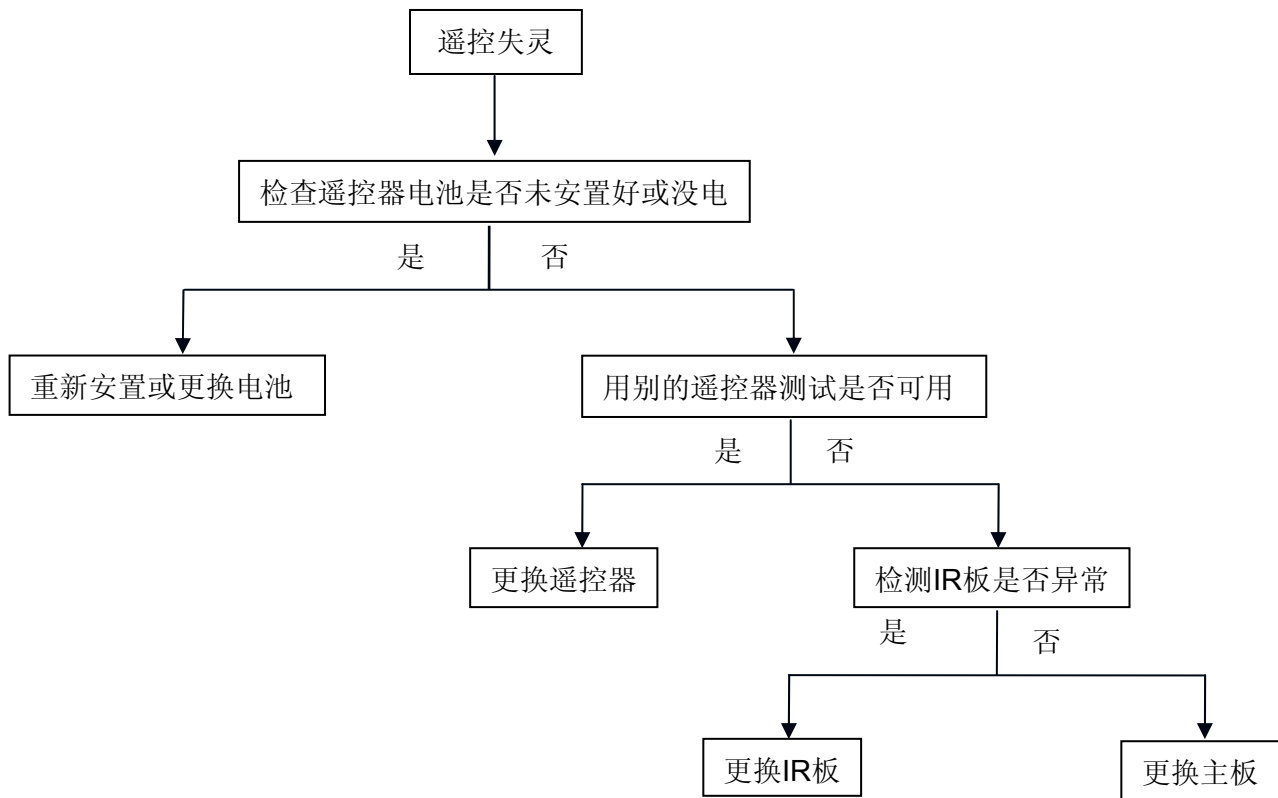 遥控失灵
检查遥控器电池是否未安置好或没电
是 否
重新安置或更换电池
用别的遥控器测试是否可用
是 否
更换遥控器
检测IR板是否异常
是 否
更换IR板
更换主板